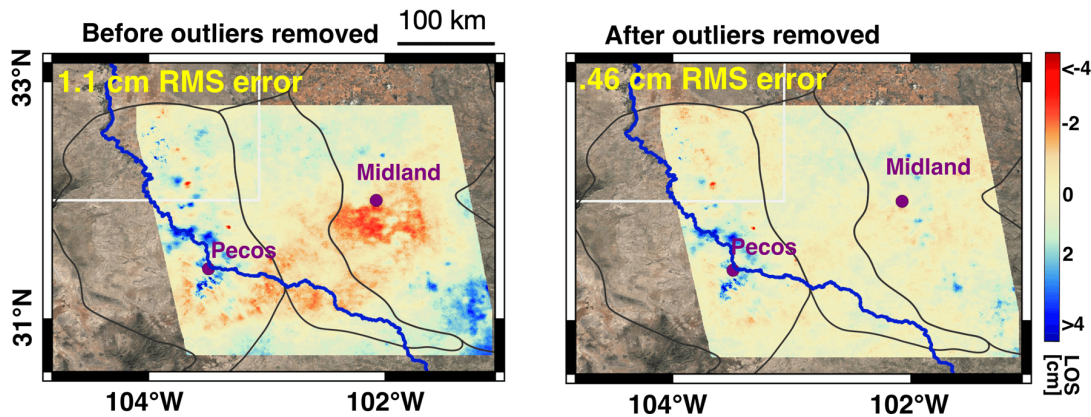 Before outliers removed
100 km
After outliers removed
33°N
31°N
1.1 cm RMS error
Midland
Pecos
104°W
102°W
.46 cm RMS error
Midland
Pecos
104°W
102°W
<-4
-2
0
2
>4
LOS
[cm]